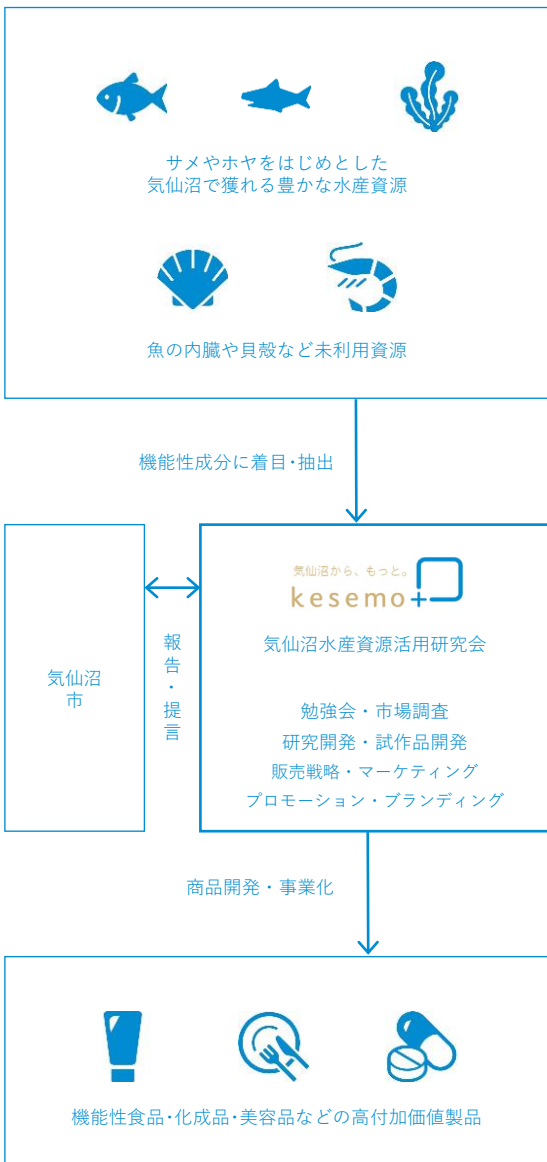 サメやホヤをはじめとした
気仙沼で獲れる豊かな水産資源
魚の内臓や貝殻など未利用資源
機能性成分に着目・抽出
気仙沼
市
報告・提言
気仙沼から、もっと。
kesemo
気仙沼水産資源活用研究会
勉強会・市場調査
研究開発・試作品開発
販売戦略・マーケティング
プロモーション・ブランディング
商品開発・事業化
機能性食品・化成品・美容品などの高付加価値製品